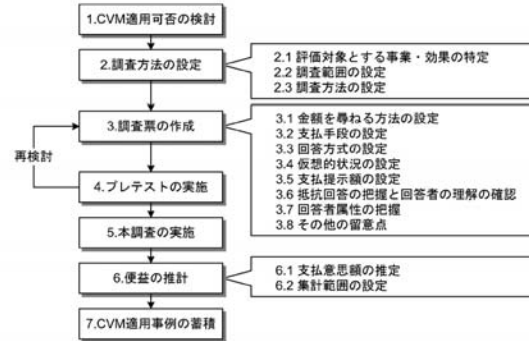 1.CVM適用可否の検討
2.調査方法の設定
2.1 評価対象とする事業・効果の特定
2.2 調査範囲の設定
2.3 調査方法の設定
3.調査票の作成
3.1 金額を尋ねる方法の設定
3.2 支払手段の設定
3.3 回答方式の設定
3.4 仮想的状況の設定
3.5 支払提示額の設定
3.6 抵抗回答の把握と回答者の理解の確認
3.7 回答者属性の把握
3.8 その他の留意点
再検討
4.プレテストの実施
5.本調査の実施
6.便益の推計
6.1 支払意思額の推定
6.2 集計範囲の設定
7.CVM適用事例の蓄積